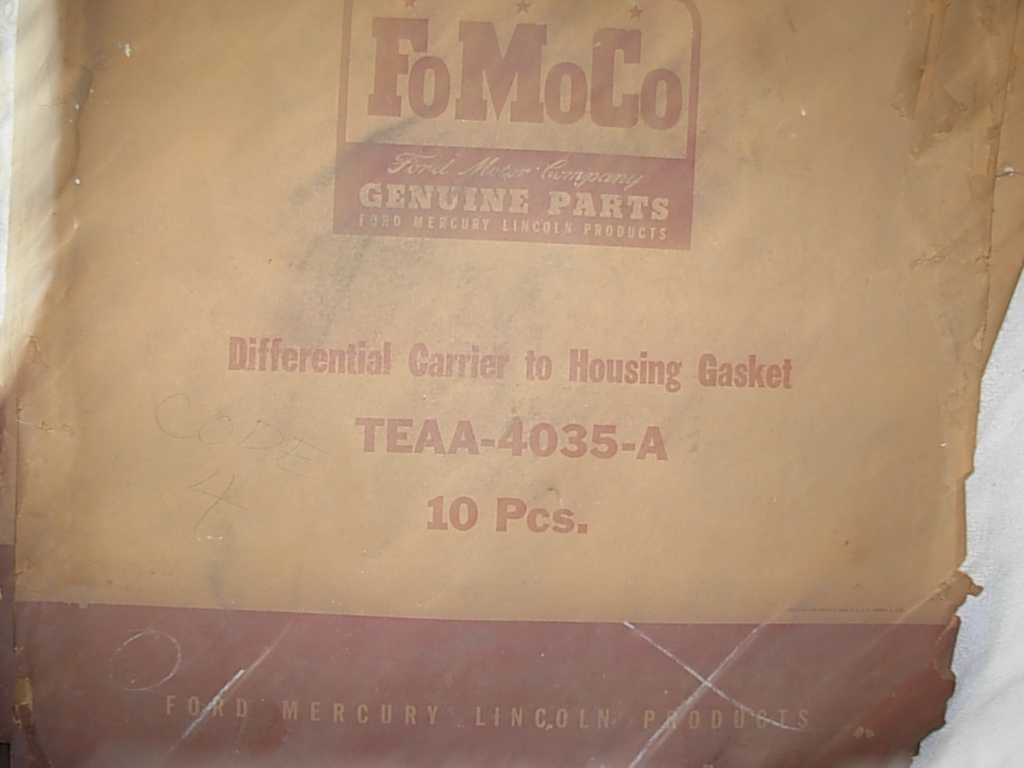 FoMoCo
Ford Motor Company
GENUINE PARTS
FORD MERCURY LINCOLN PRODUCTS
Differential Carrier to Housing Gasket
TEAA-4035-A
10 Pcs.
CODE
4
FORD MERCURY LINCOLN PRODUCTS